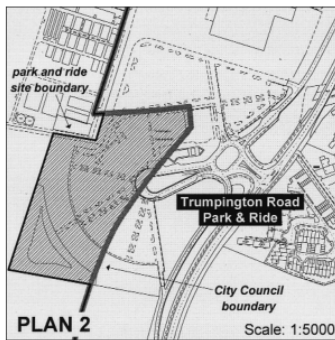 park and ride
site boundary
Trumpington Road
Park & Ride
City Council
boundary
PLAN 2
Scale: 1:5000